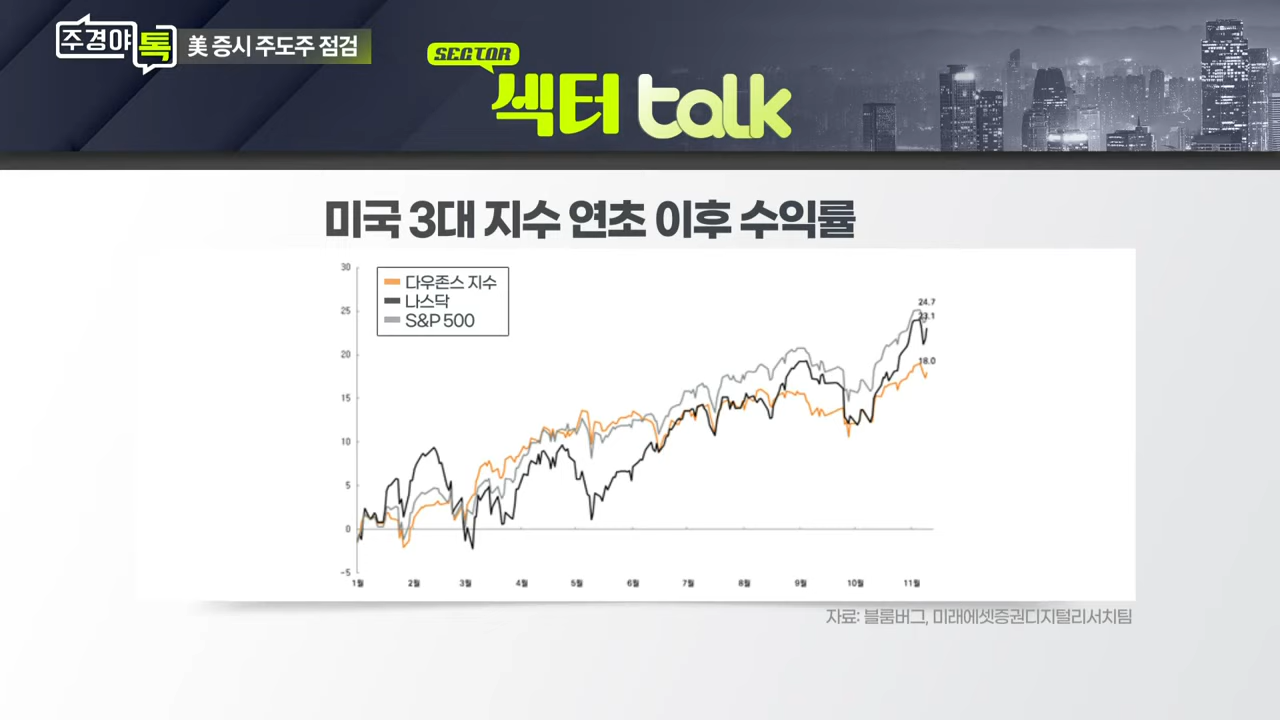 주경야톡
美 증시 주도주 점검
SECTOR
섹터 talk
미국 3대 지수 연초 이후 수익률
다우존스 지수
나스닥
S&P 500
30
25
20
15
10
5
0
-5
24.7
23.1
18.0
1월 2월 3월 4월 5월 6월 7월 8월 9월 10월 11월
자료: 블룸버그, 미래에셋증권디지털리서치팀